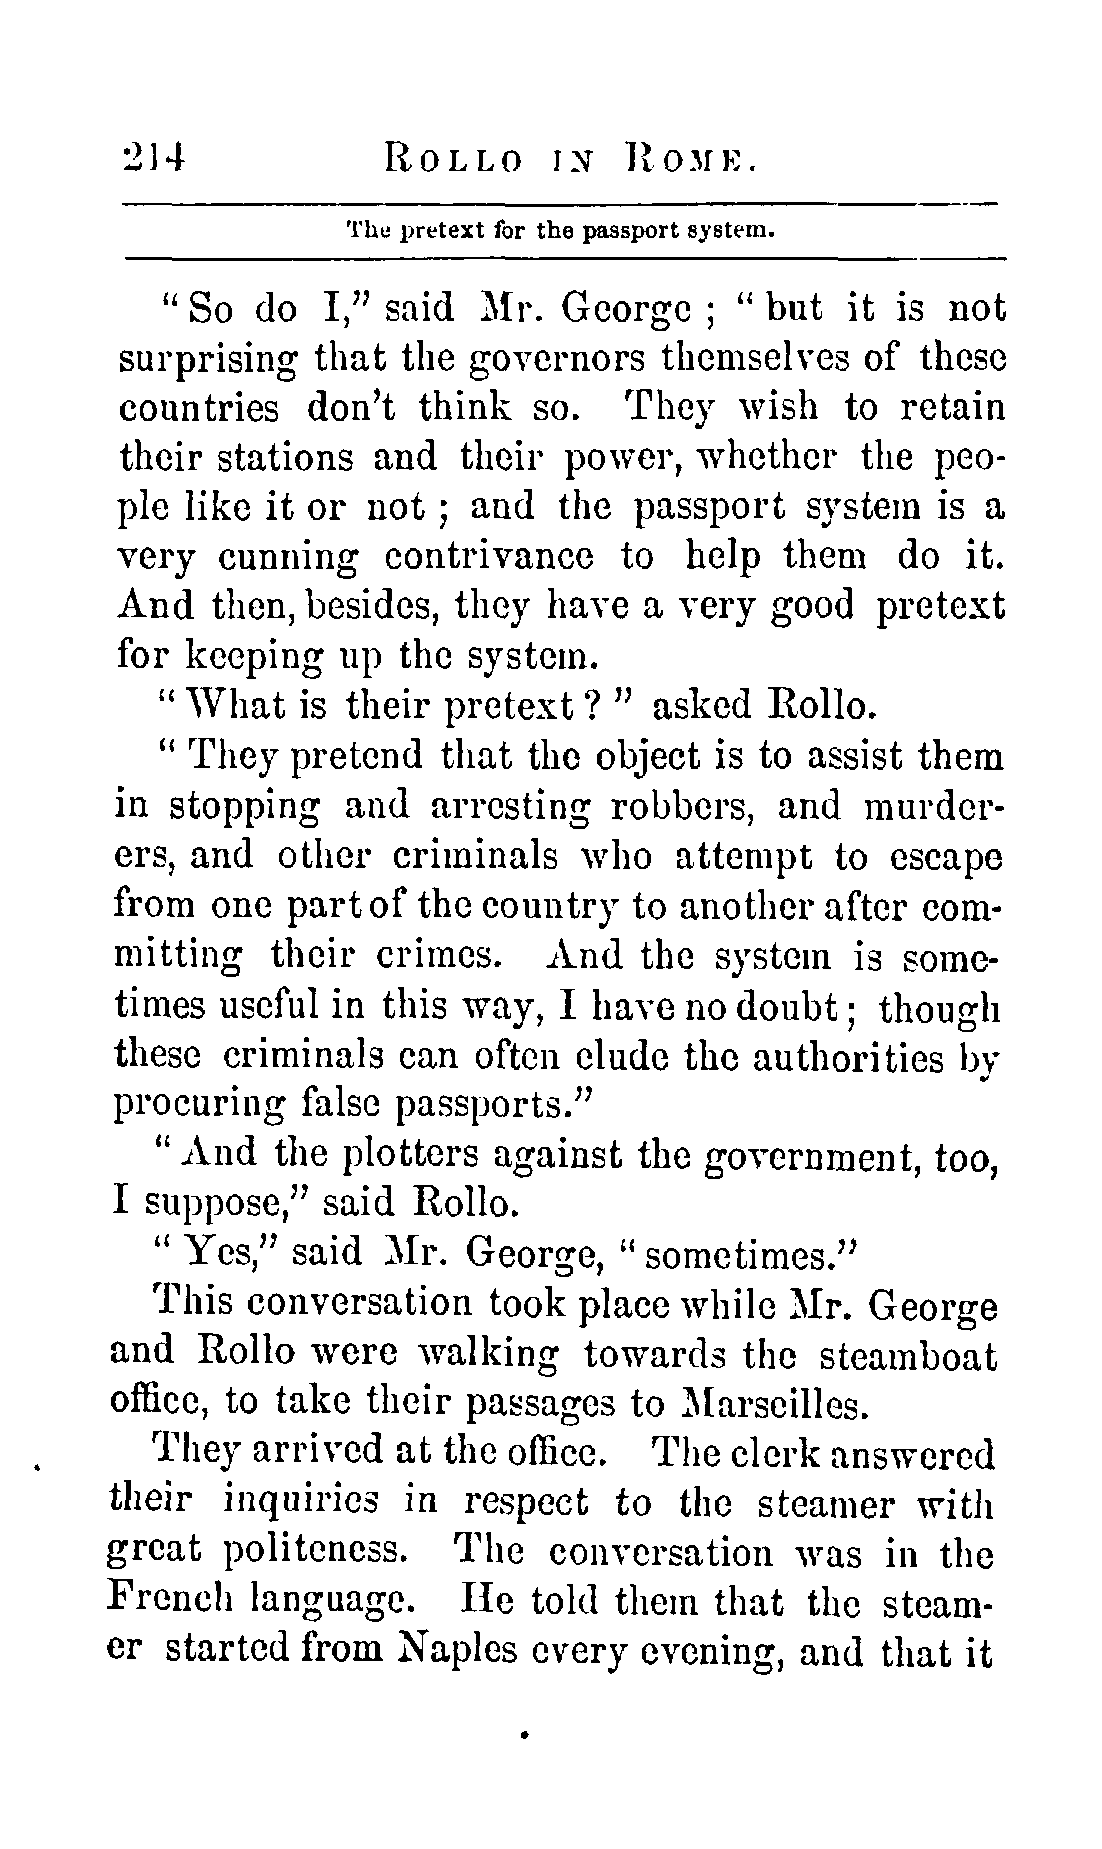 214 ROLLO IN ROME.
The pretext for the passport system.
" So do I," said Mr. George ; " but it is not
surprising that the governors themselves of these
countries don't think so. They wish to retain
their stations and their power, whether the peo-
ple like it or not ; and the passport system is a
very cunning contrivance to help them do it.
And then, besides, they have a very good pretext
for keeping up the system.
" What is their pretext ? " asked Rollo.
" They pretend that the object is to assist them
in stopping and arresting robbers, and murder-
ers, and other criminals who attempt to escape
from one part of the country to another after com-
mitting their crimes. And the system is some-
times useful in this way, I have no doubt ; though
these criminals can often elude the authorities by
procuring false passports."
" And the plotters against the government, too,
I suppose," said Rollo.
" Yes," said Mr. George, " sometimes."
This conversation took place while Mr. George
and Rollo were walking towards the steamboat
office, to take their passages to Marseilles.
They arrived at the office. The clerk answered
their inquiries in respect to the steamer with
great politeness. The conversation was in the
French language. He told them that the steam-
er started from Naples every evening, and that it